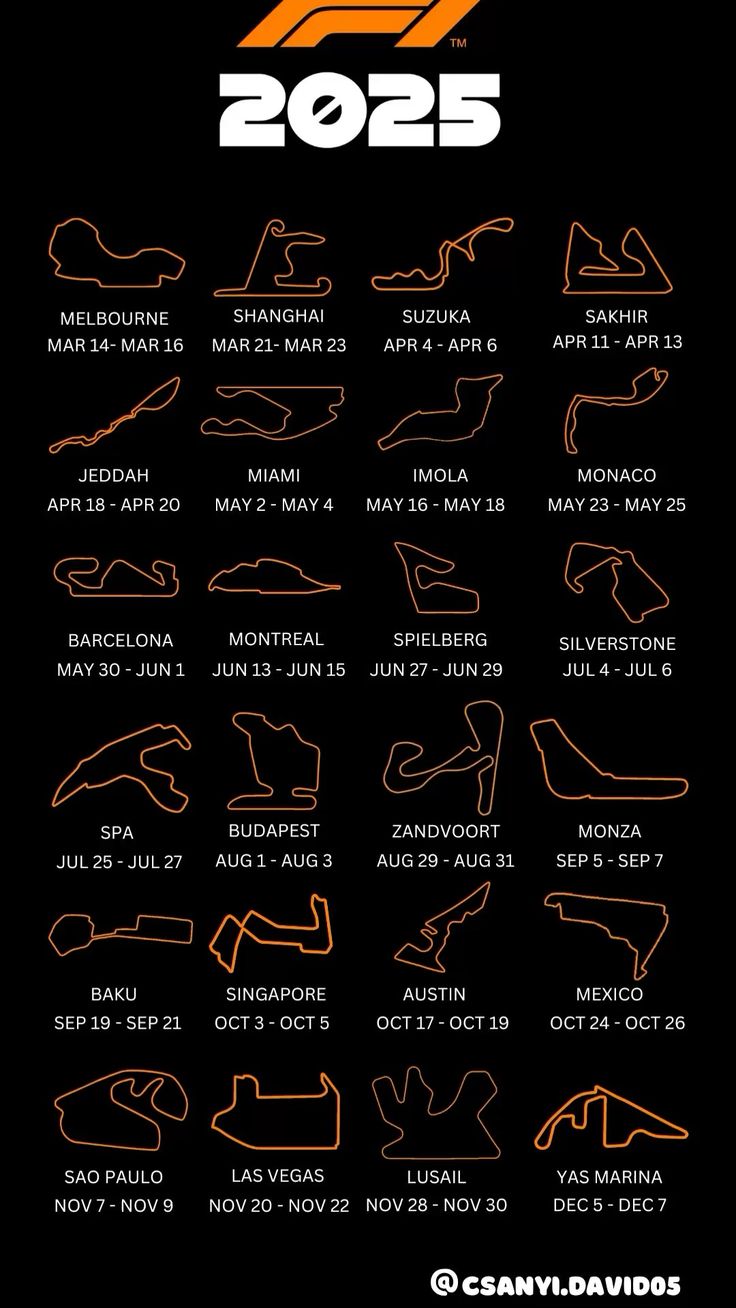 TM
2025
MELBOURNE
MAR 14- MAR 16
SHANGHAI
MAR 21- MAR 23
SUZUKA
APR 4 - APR 6
SAKHIR
APR 11 - APR 13
JEDDAH
APR 18 - APR 20
MIAMI
MAY 2 - MAY 4
IMOLA
MAY 16 - MAY 18
MONACO
MAY 23 - MAY 25
BARCELONA
MAY 30 - JUN 1
MONTREAL
JUN 13 - JUN 15
SPIELBERG
JUN 27 - JUN 29
SILVERSTONE
JUL 4 - JUL 6
SPA
JUL 25 - JUL 27
BUDAPEST
AUG 1 - AUG 3
ZANDVOORT
AUG 29 - AUG 31
MONZA
SEP 5 - SEP 7
BAKU
SEP 19 - SEP 21
SINGAPORE
OCT 3 - OCT 5
AUSTIN
OCT 17 - OCT 19
MEXICO
OCT 24 - OCT 26
SAO PAULO
NOV 7 - NOV 9
LAS VEGAS
NOV 20 - NOV 22
LUSAIL
NOV 28 - NOV 30
YAS MARINA
DEC 5 - DEC 7
@CSANYI.DAVID05